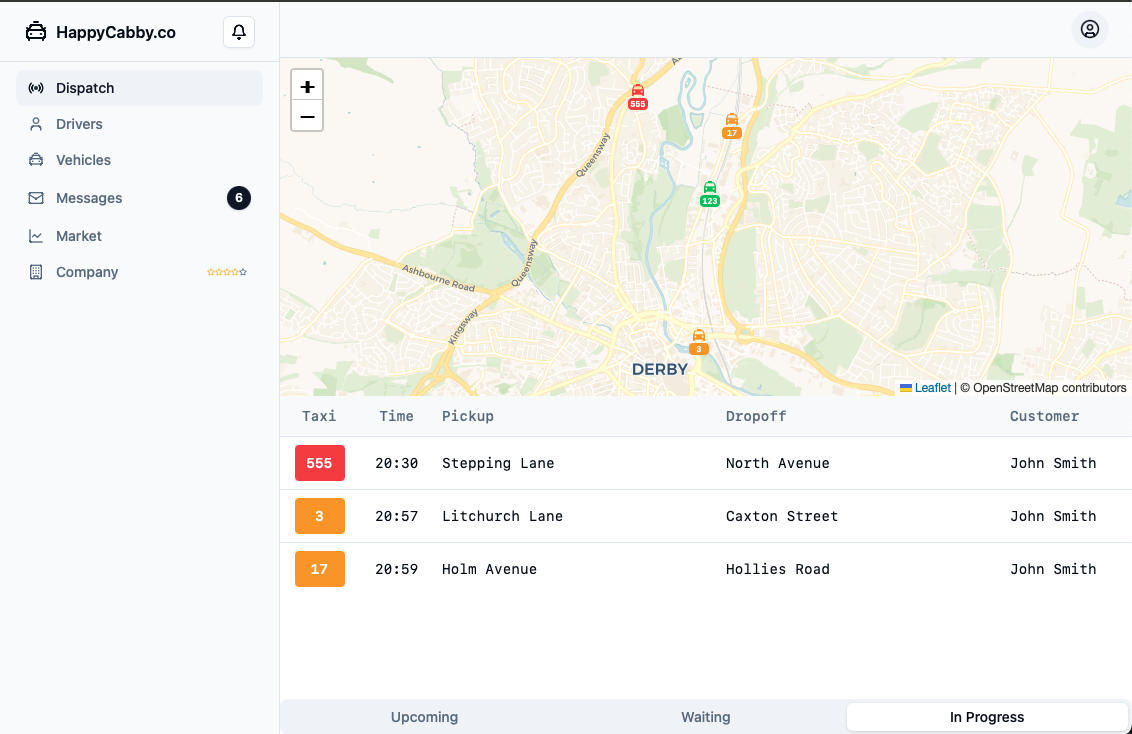 HappyCabby.co
Dispatch
Drivers
Vehicles
Messages 6
Market
Company
+
−
Queensway
Queensway
Ashbourne Road
Kingsway
555
17
123
3
DERBY
Leaflet | © OpenStreetMap contributors
Taxi Time Pickup Dropoff Customer
555 20:30 Stepping Lane North Avenue John Smith
3 20:57 Litchurch Lane Caxton Street John Smith
17 20:59 Holm Avenue Hollies Road John Smith
Upcoming Waiting In Progress